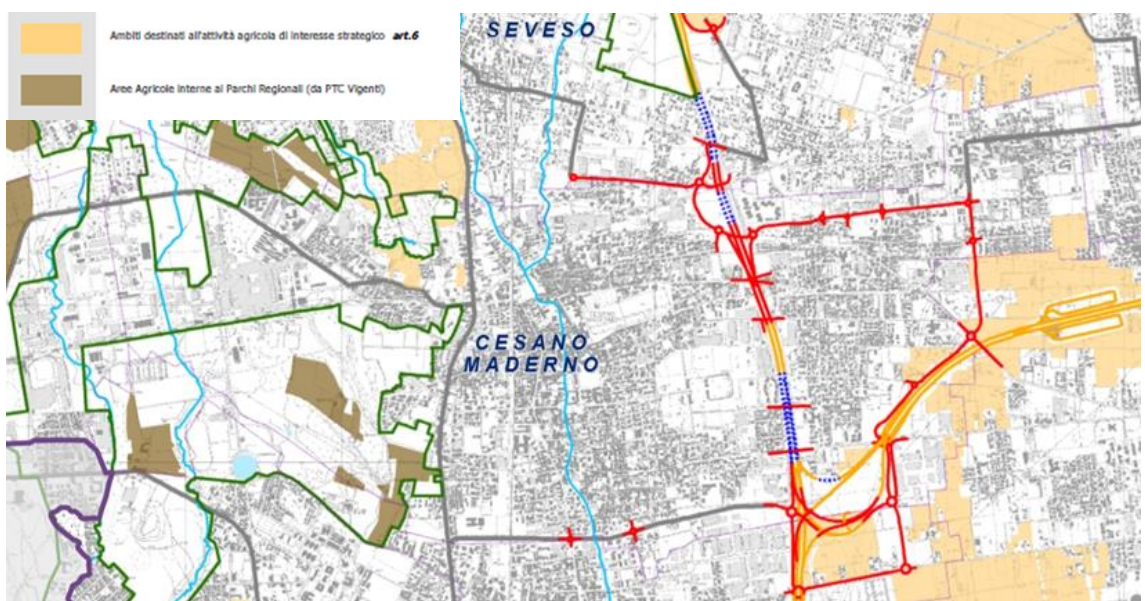 Ambiti destinati all'attività agricola di interesse strategico art.6
Aree Agricole interne ai Parchi Regionali (da PTC Vigenti)
SEVESO
CESANO
MADERNO